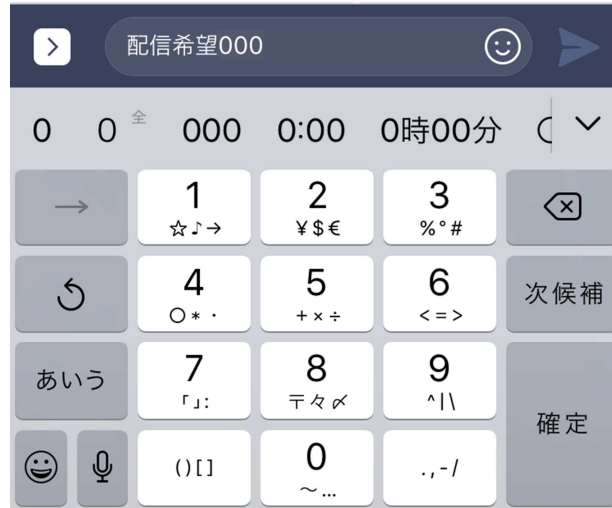 配信希望000
0 0 全 000 0:00 0時00分
→ 1 2 3
☆♪→ ¥$€ %°#
4 5 6 次候補
○*・ +×÷ <=>
あいう 7 8 9
「」: 〒々〆 ^|\
確定
()[] 0 .,-/
〜…